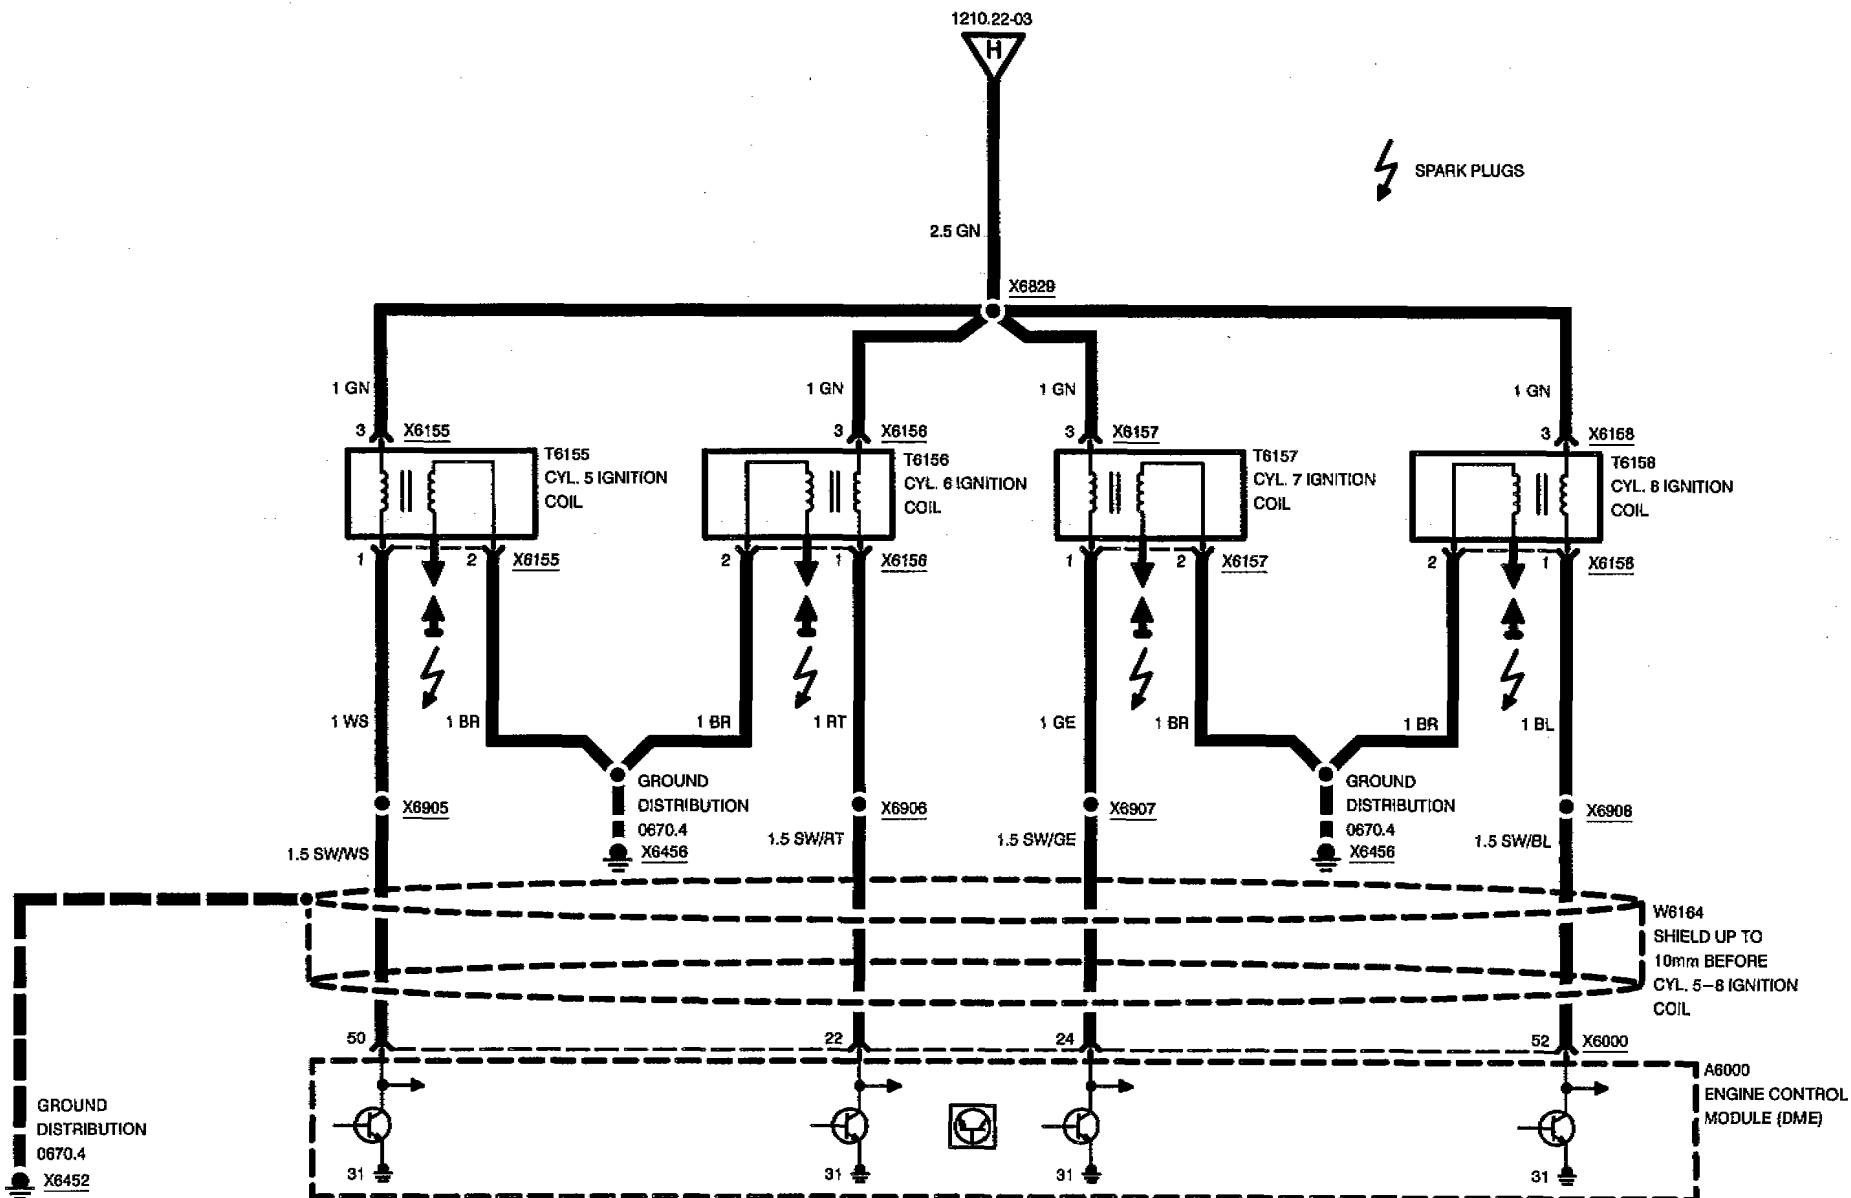 1210.22-03
H
SPARK PLUGS
2.5 GN
X6829
1 GN
1 GN
1 GN
1 GN
3 X6155
3 X6156
3 X6157
3 X6158
T6155
CYL. 5 IGNITION
COIL
T6156
CYL. 6 IGNITION
COIL
T6157
CYL. 7 IGNITION
COIL
T6158
CYL. 8 IGNITION
COIL
1 2 X6155
2 1 X6156
1 2 X6157
2 1 X6158
1 WS
1 BR
1 BR
1 RT
1 GE
1 BR
1 BR
1 BL
GROUND
DISTRIBUTION
0670.4
X6456
GROUND
DISTRIBUTION
0670.4
X6456
X6905
X6906
X6907
X6908
1.5 SW/WS
1.5 SW/RT
1.5 SW/GE
1.5 SW/BL
W6164
SHIELD UP TO
10mm BEFORE
CYL. 5–8 IGNITION
COIL
50
22
24
52 X6000
A6000
ENGINE CONTROL
MODULE (DME)
GROUND
DISTRIBUTION
0670.4
X6452
31
31
31
31